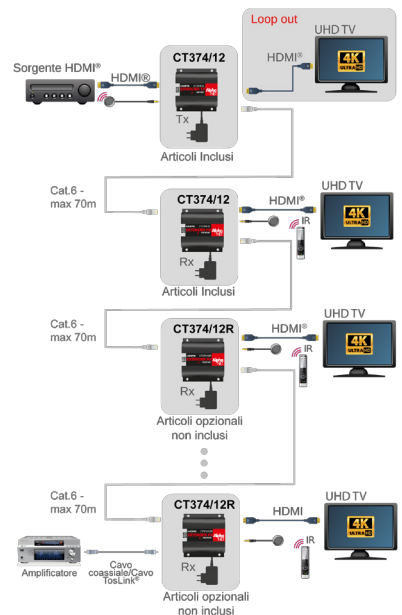 Loop out
UHD TV
HDMI®
4K
ULTRA HD
Sorgente HDMI®
HDMI®
CT374/12
Tx
Articoli Inclusi
Cat.6 -
max 70m
CT374/12
HDMI®
IR
UHD TV
4K
ULTRA HD
Rx
Articoli Inclusi
Cat.6 -
max 70m
CT374/12R
HDMI®
IR
UHD TV
4K
ULTRA HD
Rx
Articoli opzionali
non inclusi
Cat.6 -
max 70m
CT374/12R
HDMI
IR
UHD TV
4K
ULTRA HD
Rx
Amplificatore
Cavo
coassiale/Cavo
TosLink®
Articoli opzionali
non inclusi